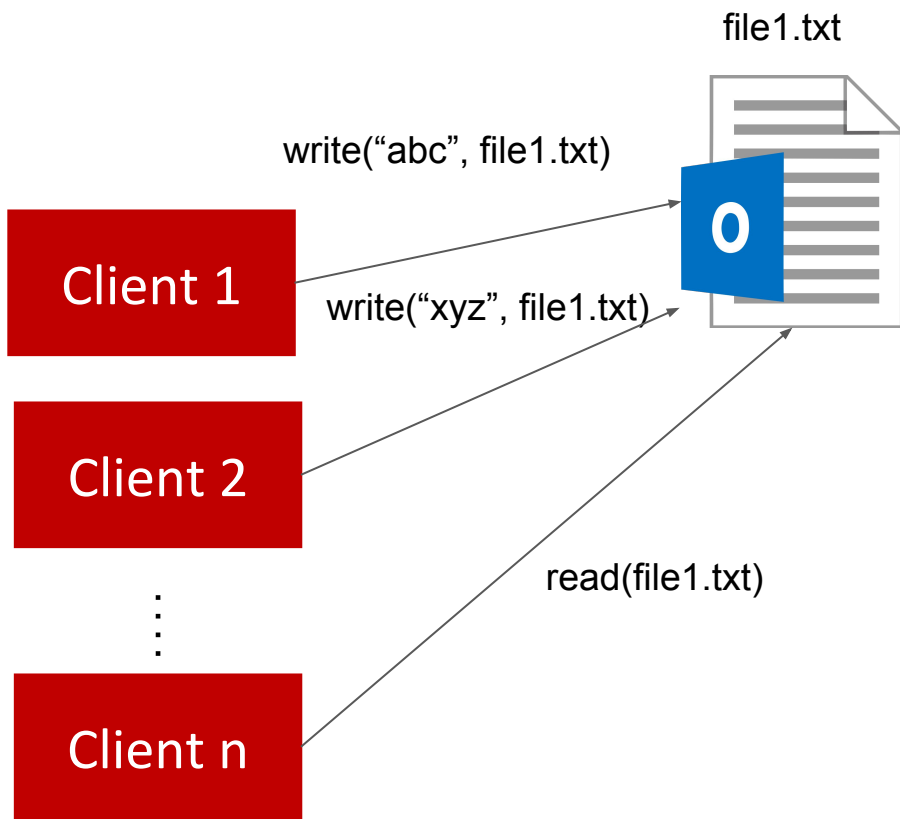 file1.txt
write(“abc”, file1.txt)
Client 1
write(“xyz”, file1.txt)
Client 2
read(file1.txt)
Client n
O